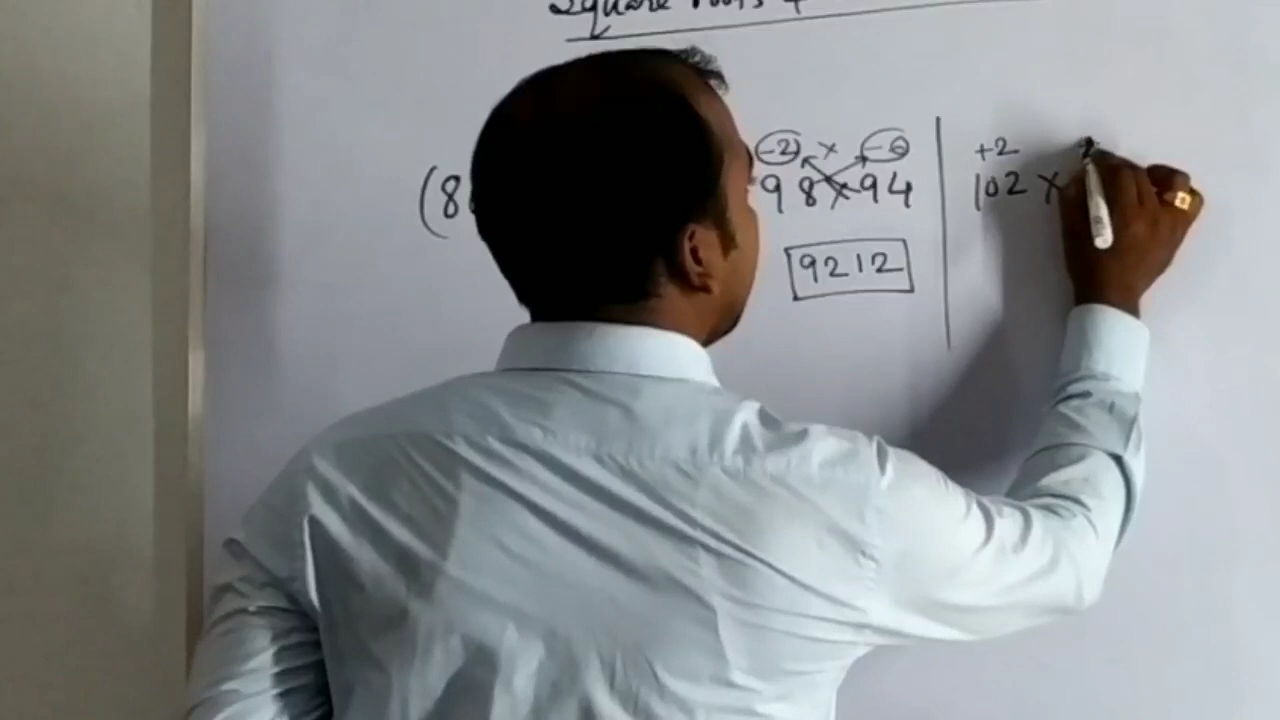 Square roots
(8
-2 × -6
98 × 94
9212
+2
102 ×